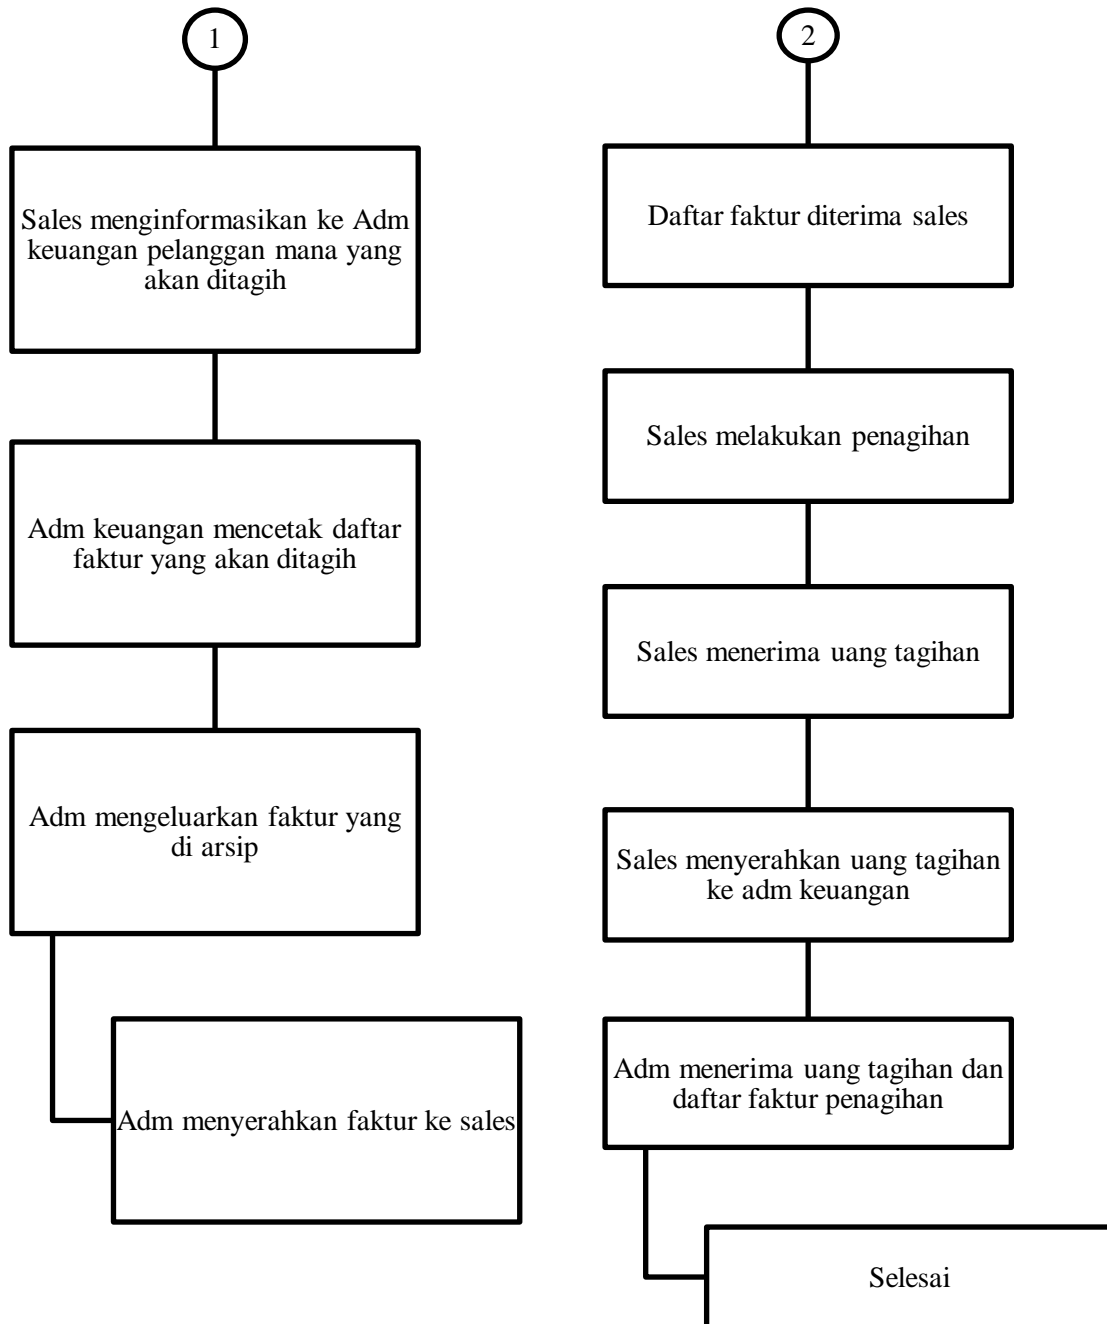 1
Sales menginformasikan ke Adm
keuangan pelanggan mana yang
akan ditagih
Adm keuangan mencetak daftar
faktur yang akan ditagih
Adm mengeluarkan faktur yang
di arsip
Adm menyerahkan faktur ke sales
2
Daftar faktur diterima sales
Sales melakukan penagihan
Sales menerima uang tagihan
Sales menyerahkan uang tagihan
ke adm keuangan
Adm menerima uang tagihan dan
daftar faktur penagihan
Selesai